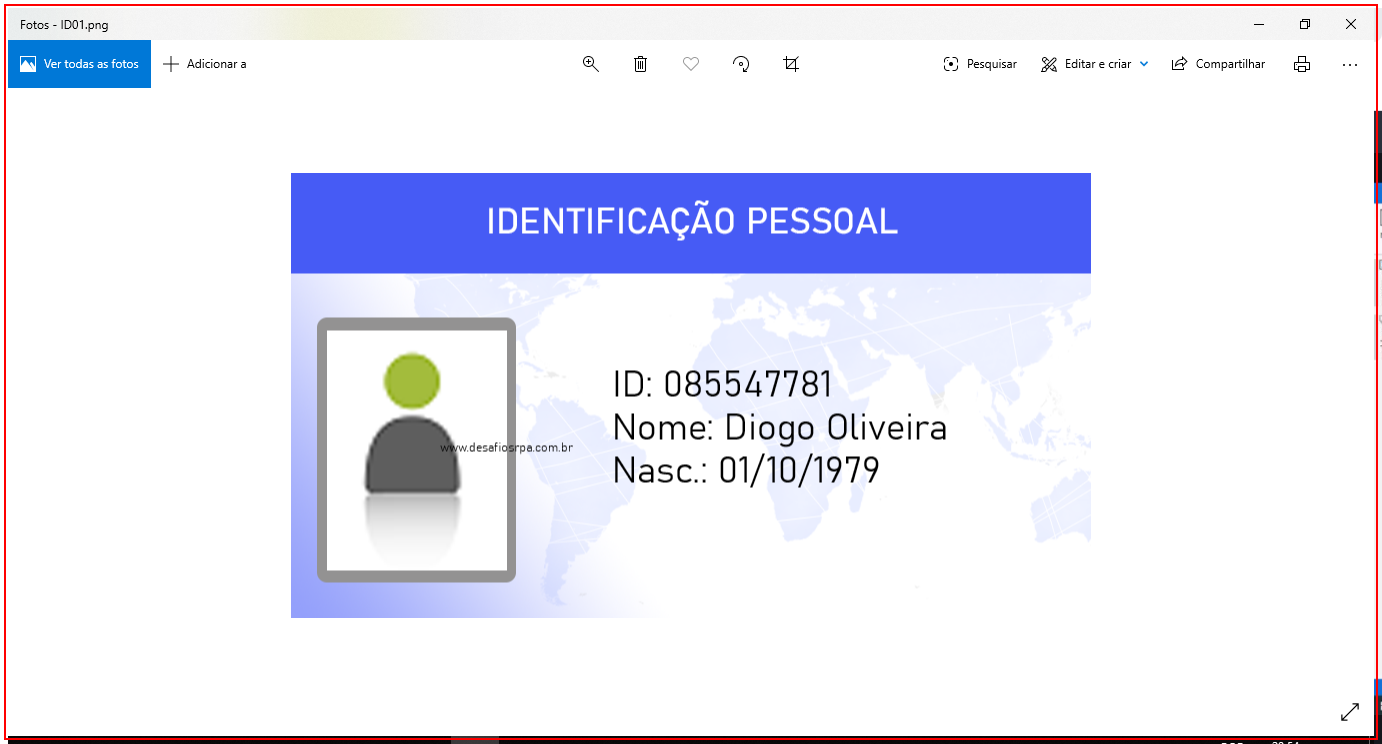 Fotos - ID01.png
Ver todas as fotos
Adicionar a
Pesquisar
Editar e criar
Compartilhar
IDENTIFICAÇÃO PESSOAL
ID: 085547781
Nome: Diogo Oliveira
www.desafiosrpa.com.br
Nasc.: 01/10/1979